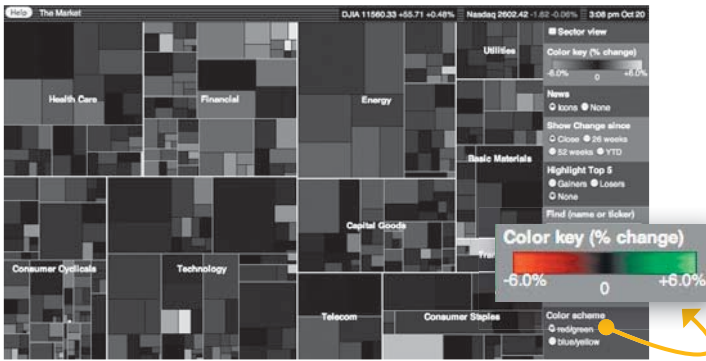 Help The Market DJIA 11560.33 +55.71 +0.48% Nasdaq 2602.42 -1.62 -0.06% 3:08 pm Oct 20
Sector view
Color key (% change)
-6.0% 0 +6.0%
News
Icons None
Show Change since
Close 26 weeks
52 weeks YTD
Highlight Top 5
Gainers Losers
None
Find (name or ticker)
Health Care
Financial
Energy
Utilities
Basic Materials
Consumer Cyclicals
Technology
Capital Goods
Telecom
Consumer Staples
Color key (% change)
-6.0% 0 +6.0%
Color scheme
red/green
blue/yellow